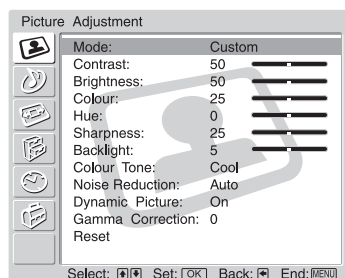 Picture Adjustment
Mode: Custom
Contrast: 50
Brightness: 50
Colour: 25
Hue: 0
Sharpness: 25
Backlight: 5
Colour Tone: Cool
Noise Reduction: Auto
Dynamic Picture: On
Gamma Correction: 0
Reset
Select: Set: OK Back: End: MENU